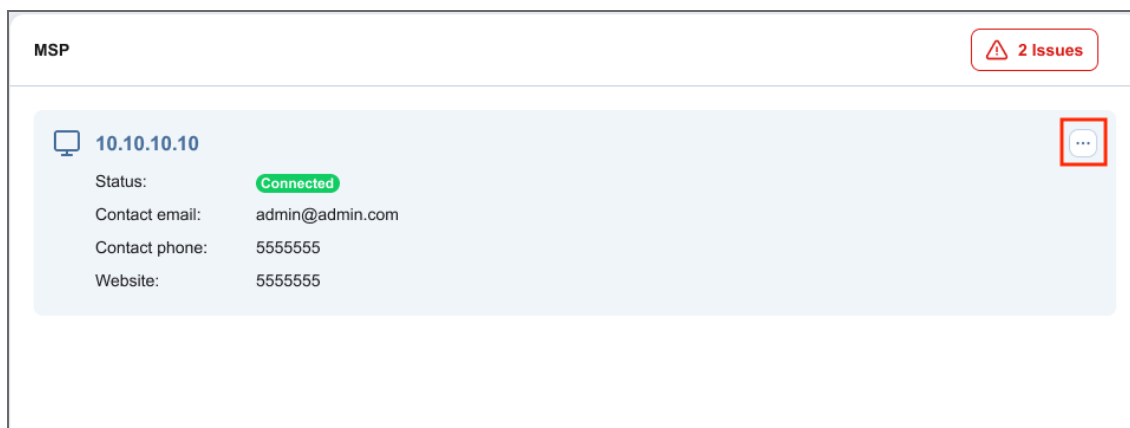 MSP
2 Issues
10.10.10.10
Status: Connected
Contact email: admin@admin.com
Contact phone: 5555555
Website: 5555555